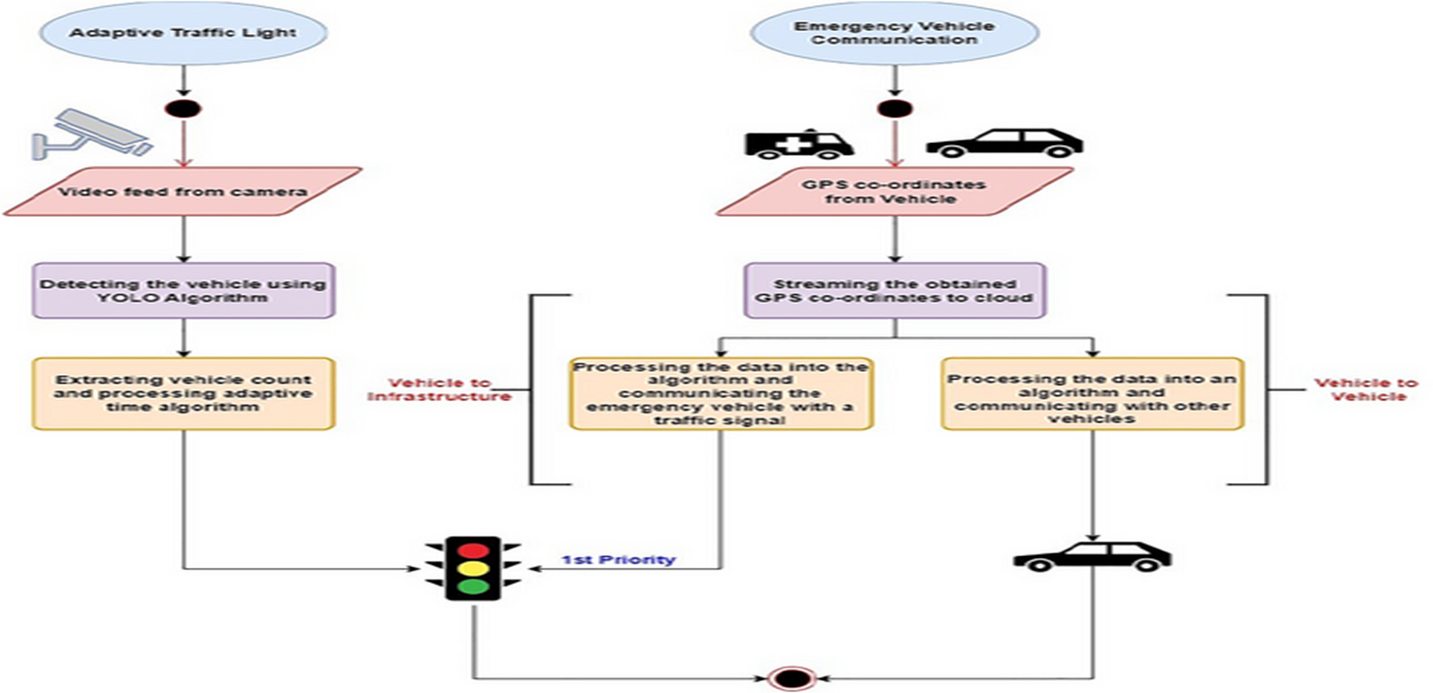 Adaptive Traffic Light
Emergency Vehicle
Communication
Video feed from camera
GPS co-ordinates
from Vehicle
Detecting the vehicle using
YOLO Algorithm
Streaming the obtained
GPS co-ordinates to cloud
Extracting vehicle count
and processing adaptive
time algorithm
Vehicle to
Infrastructure
Processing the data into the
algorithm and
communicating the
emergency vehicle with a
traffic signal
Processing the data into an
algorithm and
communicating with other
vehicles
Vehicle to
Vehicle
1st Priority